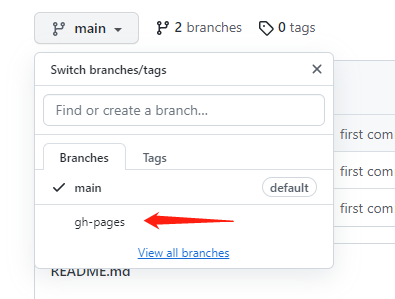 main 2 branches 0 tags
Switch branches/tags
Find or create a branch...
Branches Tags
first com
main default
first com
gh-pages
first com
View all branches
README.md